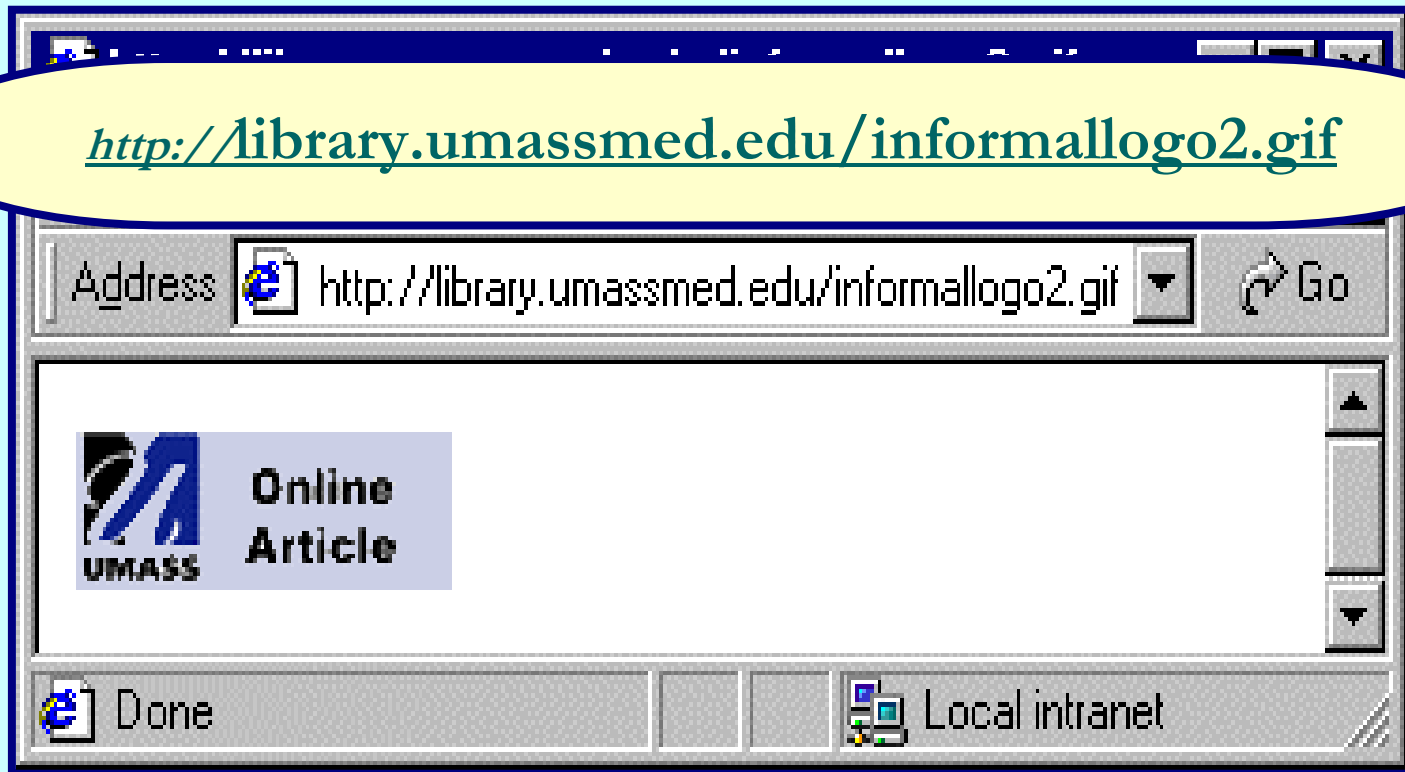 http://library.umassmed.edu/informallogo2.gif
Address http://library.umassmed.edu/informallogo2.gif Go
Online
Article
UMASS
Done Local intranet